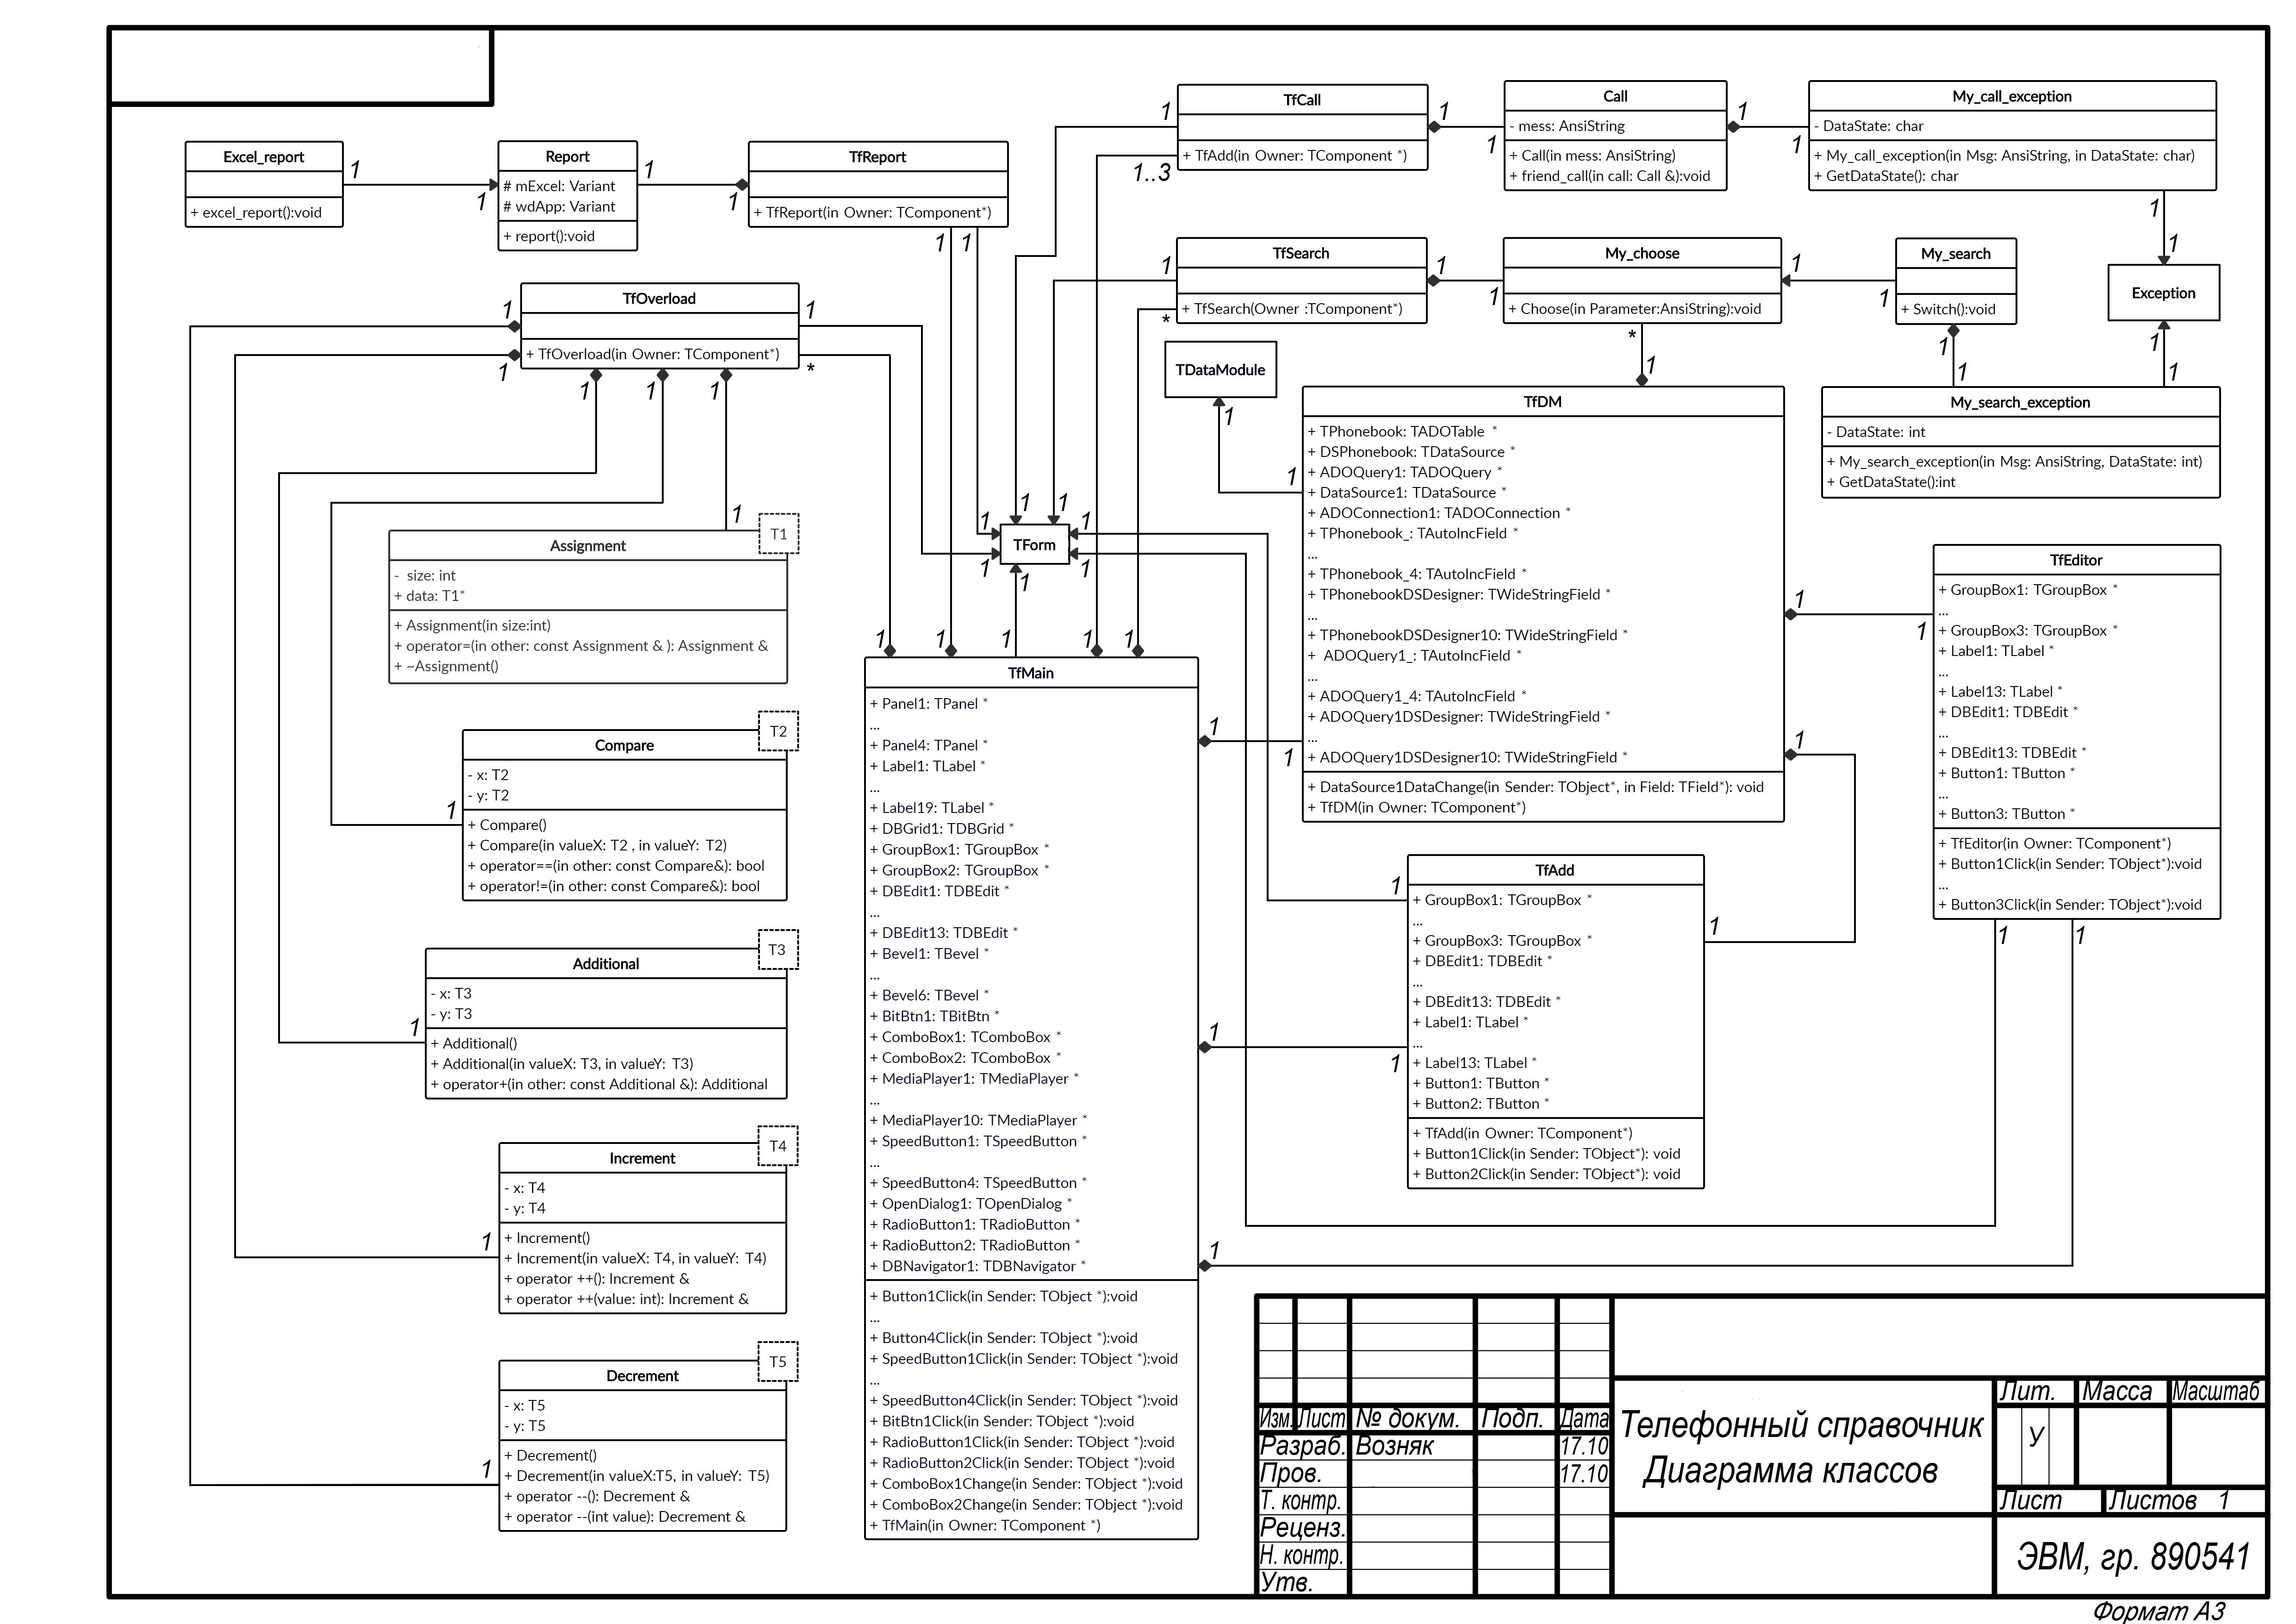 Excel_report
+ excel_report():void
1
1
Report
# mExcel: Variant
# wdApp: Variant
+ report():void
1
1
TfReport
+ TfReport(in Owner: TComponent*)
1
1
TfCall
+ TfAdd(in Owner: TComponent *)
1
1..3
1
1
Call
- mess: AnsiString
+ Call(in mess: AnsiString)
+ friend_call(in call: Call &):void
1
1
My_call_exception
- DataState: char
+ My_call_exception(in Msg: AnsiString, in DataState: char)
+ GetDataState(): char
1
1
TfSearch
+ TfSearch(Owner :TComponent*)
1
*
1
1
My_choose
+ Choose(in Parameter:AnsiString):void
*
1
1
1
My_search
+ Switch():void
1
1
Exception
1
1
My_search_exception
- DataState: int
+ My_search_exception(in Msg: AnsiString, DataState: int)
+ GetDataState():int
TfOverload
+ TfOverload(in Owner: TComponent*)
1
1
1
*
1
1
1
TDataModule
1
1
TfDM
+ TPhonebook: TADOTable *
+ DSPhonebook: TDataSource *
+ ADOQuery1: TADOQuery *
+ DataSource1: TDataSource *
+ ADOConnection1: TADOConnection *
+ TPhonebook_: TAutoIncField *
...
+ TPhonebook_4: TAutoIncField *
+ TPhonebookDSDesigner: TWideStringField *
...
+ TPhonebookDSDesigner10: TWideStringField *
+ ADOQuery1_: TAutoIncField *
...
+ ADOQuery1_4: TAutoIncField *
+ ADOQuery1DSDesigner: TWideStringField *
...
+ ADOQuery1DSDesigner10: TWideStringField *
+ DataSource1DataChange(in Sender: TObject*, in Field: TField*): void
+ TfDM(in Owner: TComponent*)
1
1
1
1
TForm
1
1
1
1
1
1
1
T1
Assignment
- size: int
+ data: T1*
+ Assignment(in size:int)
+ operator=(in other: const Assignment & ): Assignment &
+ ~Assignment()
1
T2
Compare
- x: T2
- y: T2
+ Compare()
+ Compare(in valueX: T2 , in valueY: T2)
+ operator==(in other: const Compare&): bool
+ operator!=(in other: const Compare&): bool
1
T3
Additional
- x: T3
- y: T3
+ Additional()
+ Additional(in valueX: T3, in valueY: T3)
+ operator+(in other: const Additional &): Additional
1
T4
Increment
- x: T4
- y: T4
+ Increment()
+ Increment(in valueX: T4, in valueY: T4)
+ operator ++(): Increment &
+ operator ++(value: int): Increment &
1
T5
Decrement
- x: T5
- y: T5
+ Decrement()
+ Decrement(in valueX:T5, in valueY: T5)
+ operator --(): Decrement &
+ operator --(int value): Decrement &
1
1
1
1
1
1
TfMain
+ Panel1: TPanel *
...
+ Panel4: TPanel *
+ Label1: TLabel *
...
+ Label19: TLabel *
+ DBGrid1: TDBGrid *
+ GroupBox1: TGroupBox *
+ GroupBox2: TGroupBox *
+ DBEdit1: TDBEdit *
...
+ DBEdit13: TDBEdit *
+ Bevel1: TBevel *
...
+ Bevel6: TBevel *
+ BitBtn1: TBitBtn *
+ ComboBox1: TComboBox *
+ ComboBox2: TComboBox *
+ MediaPlayer1: TMediaPlayer *
...
+ MediaPlayer10: TMediaPlayer *
+ SpeedButton1: TSpeedButton *
...
+ SpeedButton4: TSpeedButton *
+ OpenDialog1: TOpenDialog *
+ RadioButton1: TRadioButton *
+ RadioButton2: TRadioButton *
+ DBNavigator1: TDBNavigator *
+ Button1Click(in Sender: TObject *):void
...
+ Button4Click(in Sender: TObject *):void
+ SpeedButton1Click(in Sender: TObject *):void
...
+ SpeedButton4Click(in Sender: TObject *):void
+ BitBtn1Click(in Sender: TObject *):void
+ RadioButton1Click(in Sender: TObject *):void
+ RadioButton2Click(in Sender: TObject *):void
+ ComboBox1Change(in Sender: TObject *):void
+ ComboBox2Change(in Sender: TObject *):void
+ TfMain(in Owner: TComponent *)
1
1
1
TfAdd
+ GroupBox1: TGroupBox *
...
+ GroupBox3: TGroupBox *
+ DBEdit1: TDBEdit *
...
+ DBEdit13: TDBEdit *
+ Label1: TLabel *
...
+ Label13: TLabel *
+ Button1: TButton *
+ Button2: TButton *
+ TfAdd(in Owner: TComponent*)
+ Button1Click(in Sender: TObject*): void
+ Button2Click(in Sender: TObject*): void
1
1
1
TfEditor
+ GroupBox1: TGroupBox *
...
+ GroupBox3: TGroupBox *
+ Label1: TLabel *
...
+ Label13: TLabel *
+ DBEdit1: TDBEdit *
...
+ DBEdit13: TDBEdit *
+ Button1: TButton *
...
+ Button3: TButton *
+ TfEditor(in Owner: TComponent*)
+ Button1Click(in Sender: TObject*):void
...
+ Button3Click(in Sender: TObject*):void
1
1
1
Изм. Лист № докум. Подп. Дата
Разраб. Возняк 17.10
Пров. 17.10
Т. контр.
Реценз.
Н. контр.
Утв.
Телефонный справочник
Диаграмма классов
Лит. Масса Масштаб
У
Лист Листов 1
ЭВМ, гр. 890541
Формат А3